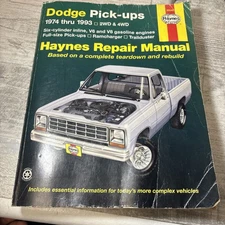 Dodge Pick-ups
1974 thru 1993 □ 2WD & 4WD
Six-cylinder inline, V6 and V8 gasoline engines
Full-size Pick-ups □ Ramcharger □ Trailduster
Haynes Repair Manual
Based on a complete teardown and rebuild
Includes essential information for today's more complex vehicles